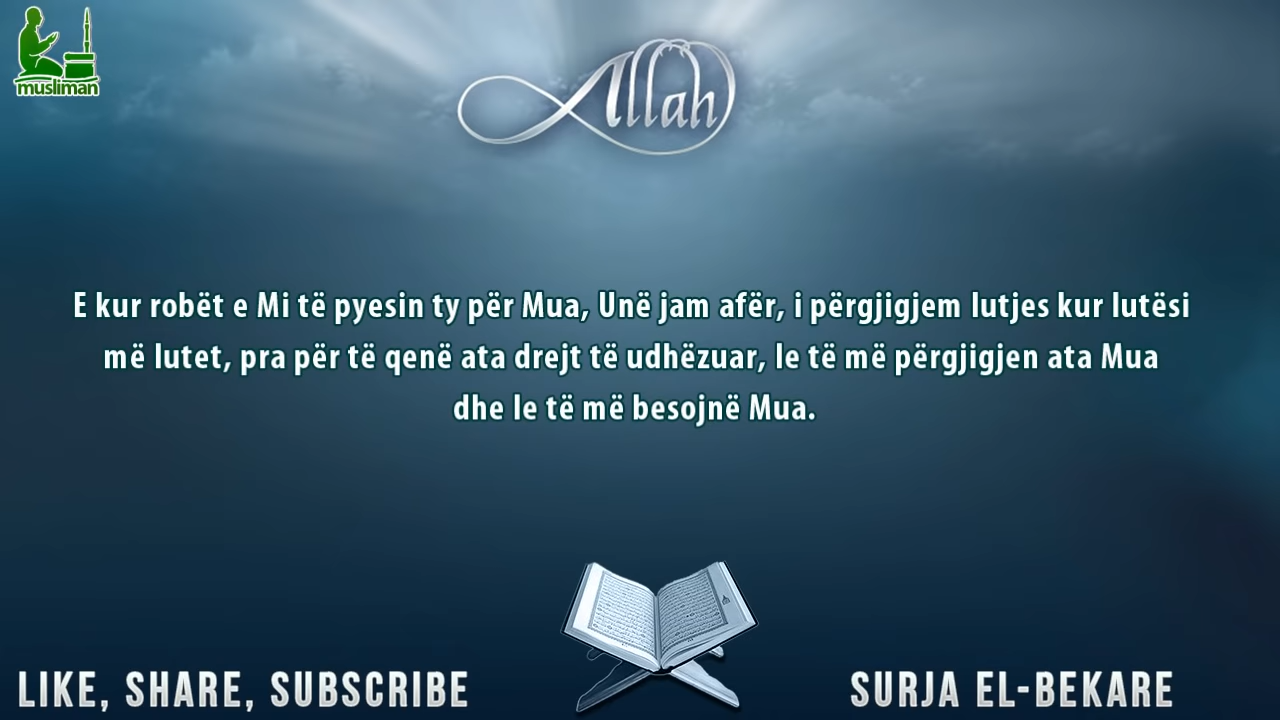 musliman
Allah
E kur robët e Mi të pyesin ty për Mua, Unë jam afër, i përgjigjem lutjes kur lutësi
më lutet, pra për të qenë ata drejt të udhëzuar, le të më përgjigjen ata Mua
dhe le të më besojnë Mua.
LIKE, SHARE, SUBSCRIBE
SURJA EL-BEKARE